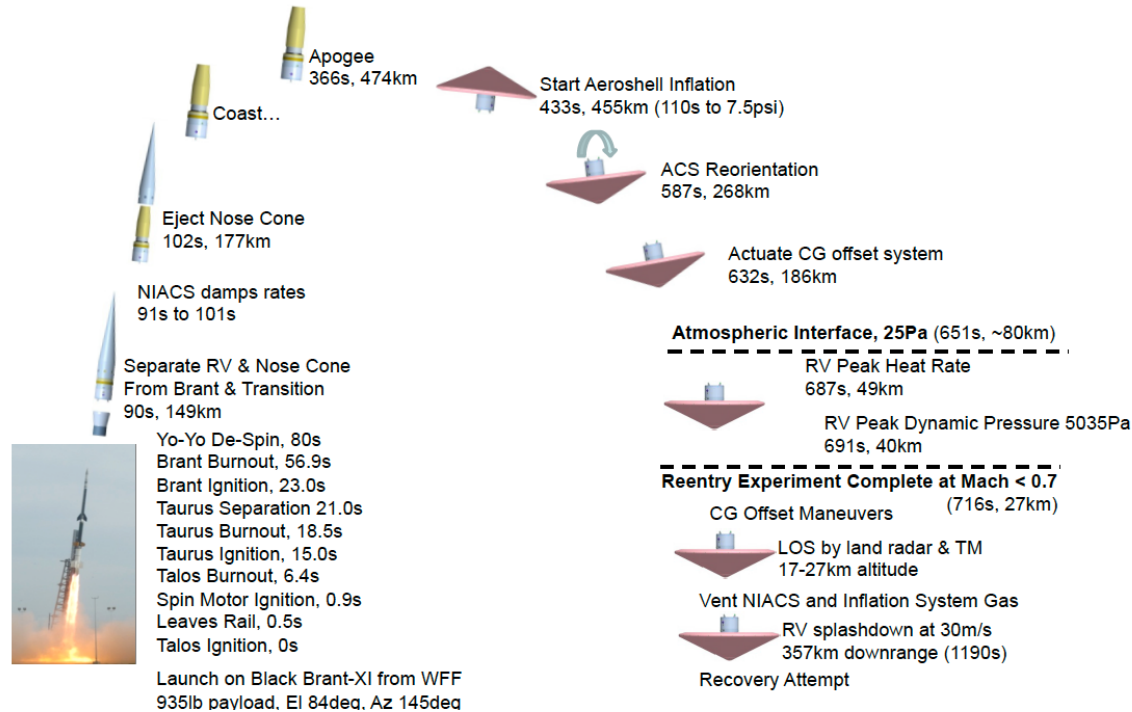 Apogee
366s, 474km
Coast...
Eject Nose Cone
102s, 177km
NIACS damps rates
91s to 101s
Separate RV & Nose Cone
From Brant & Transition
90s, 149km
Yo-Yo De-Spin, 80s
Brant Burnout, 56.9s
Brant Ignition, 23.0s
Taurus Separation 21.0s
Taurus Burnout, 18.5s
Taurus Ignition, 15.0s
Talos Burnout, 6.4s
Spin Motor Ignition, 0.9s
Leaves Rail, 0.5s
Talos Ignition, 0s
Launch on Black Brant-XI from WFF
935lb payload, El 84deg, Az 145deg
Start Aeroshell Inflation
433s, 455km (110s to 7.5psi)
ACS Reorientation
587s, 268km
Actuate CG offset system
632s, 186km
Atmospheric Interface, 25Pa (651s, ~80km)
RV Peak Heat Rate
687s, 49km
RV Peak Dynamic Pressure 5035Pa
691s, 40km
Reentry Experiment Complete at Mach < 0.7
(716s, 27km)
CG Offset Maneuvers
LOS by land radar & TM
17-27km altitude
Vent NIACS and Inflation System Gas
RV splashdown at 30m/s
357km downrange (1190s)
Recovery Attempt